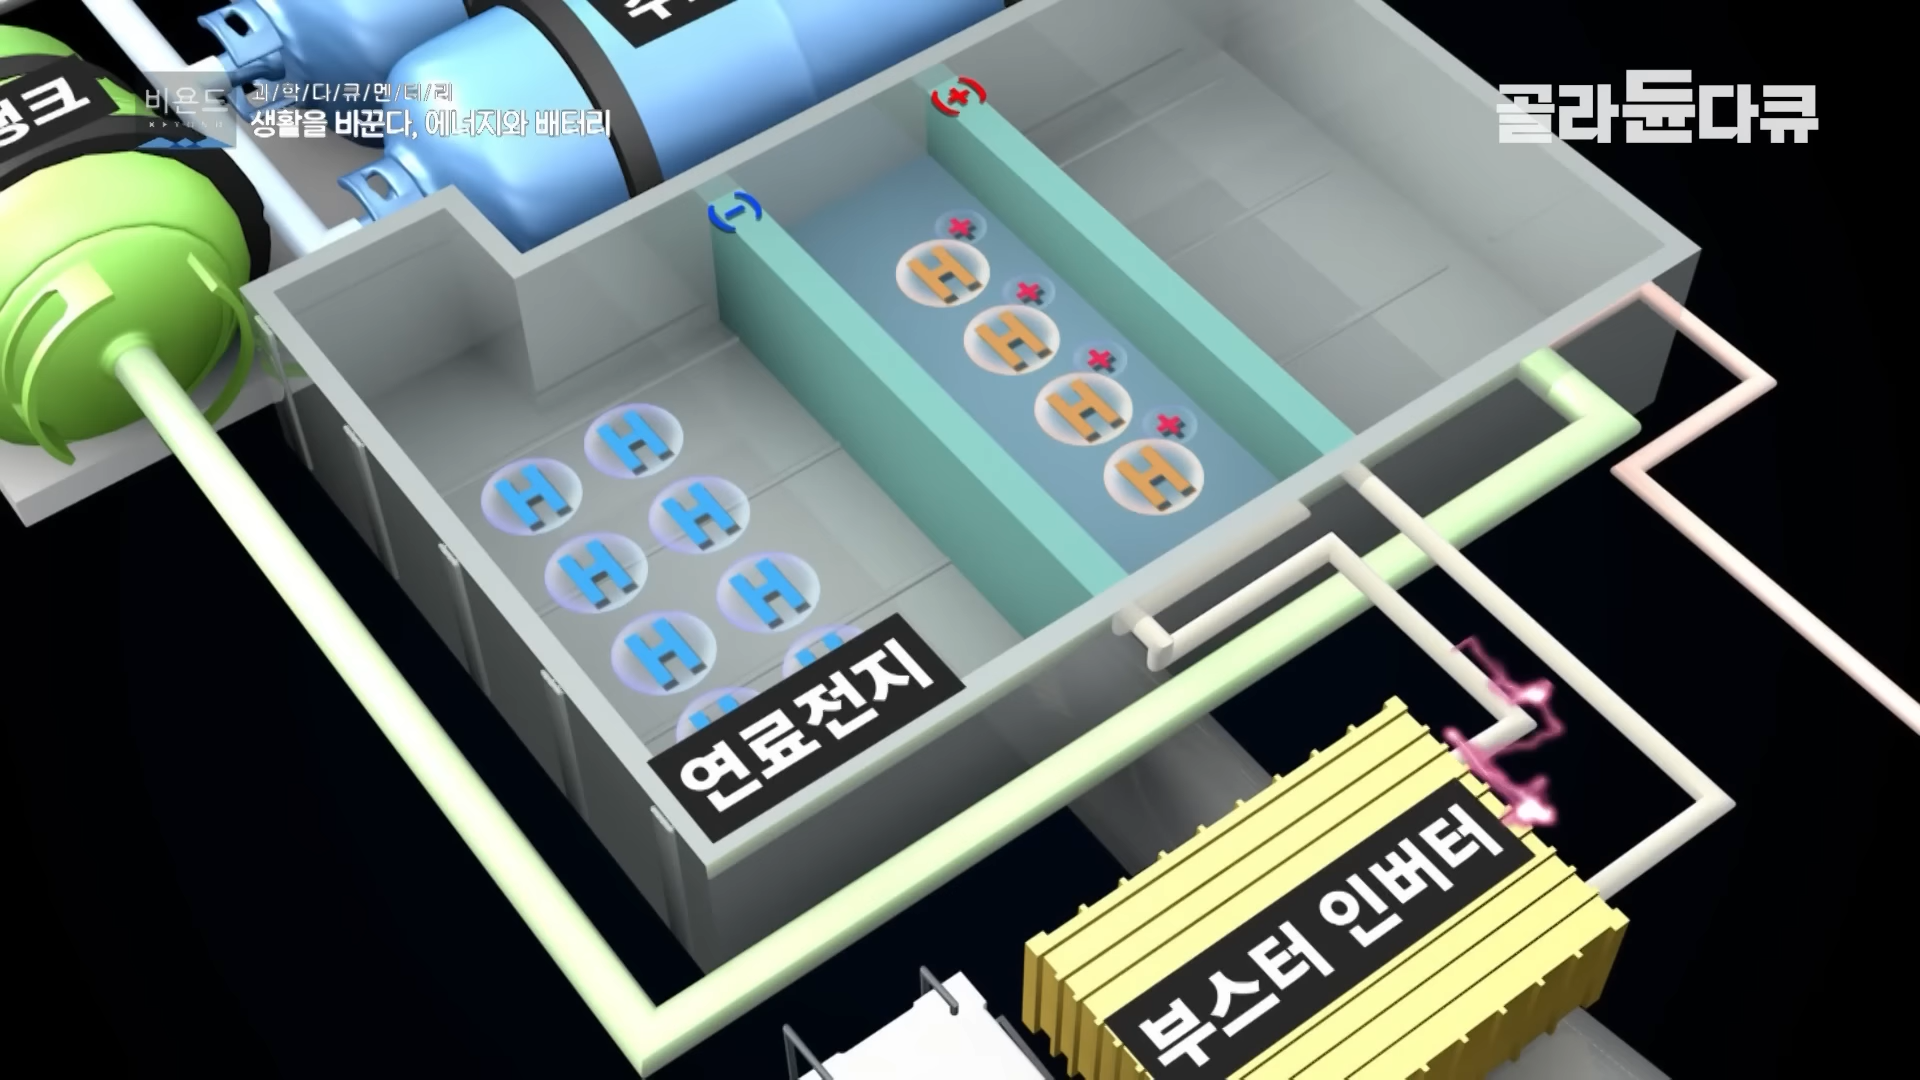 비욘드
과/학/다/큐/멘/터/리
생활을 바꾼다, 에너지와 배터리
골라듄다큐
H
H
H
H
H
H
H
H
H
H
연료전지
부스터 인버터